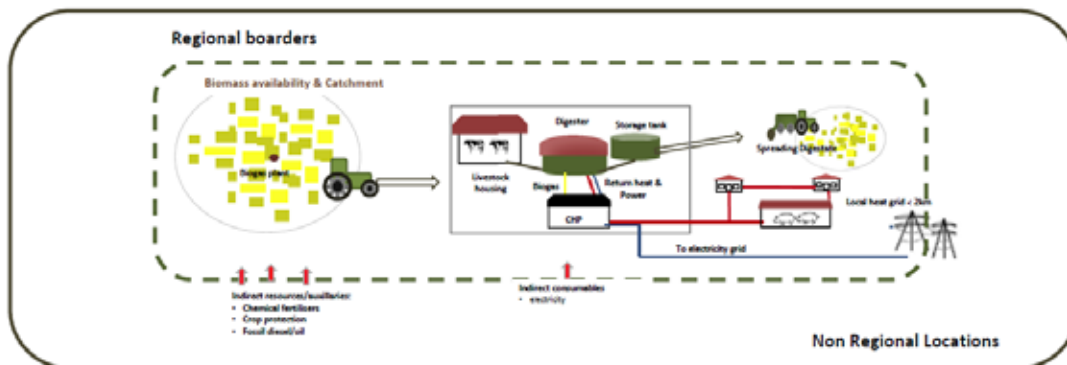 Regional boarders
Biomass availability & Catchment
Biogas plant
Digester
Storage tank
Livestock
housing
Biogas
Return heat &
Power
CHP
Spreading Digestate
Local heat grid < 2km
To electricity grid
Indirect resources/auxiliaries:
• Chemical fertilisers
• Crop protection
• Fossil diesel/oil
Indirect consumables
• electricity
Non Regional Locations